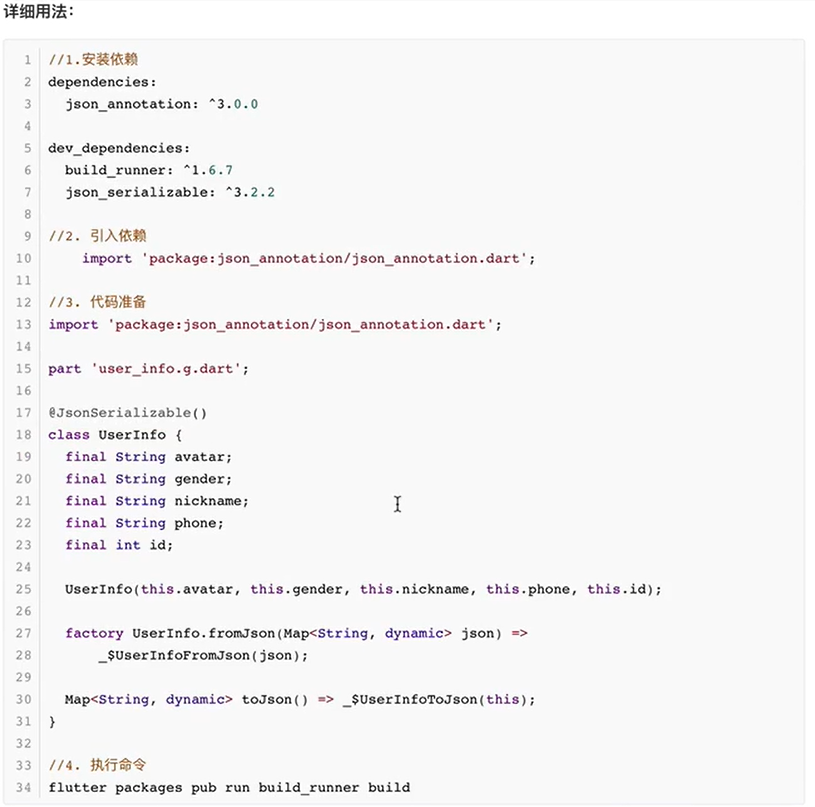 详细用法：
1 //1.安装依赖
2 dependencies:
3   json_annotation: ^3.0.0
4
5 dev_dependencies:
6   build_runner: ^1.6.7
7   json_serializable: ^3.2.2
8
9 //2. 引入依赖
10     import 'package:json_annotation/json_annotation.dart';
11
12 //3. 代码准备
13 import 'package:json_annotation/json_annotation.dart';
14
15 part 'user_info.g.dart';
16
17 @JsonSerializable()
18 class UserInfo {
19   final String avatar;
20   final String gender;
21   final String nickname;
22   final String phone;
23   final int id;
24
25   UserInfo(this.avatar, this.gender, this.nickname, this.phone, this.id);
26
27   factory UserInfo.fromJson(Map<String, dynamic> json) =>
28       _$UserInfoFromJson(json);
29
30   Map<String, dynamic> toJson() => _$UserInfoToJson(this);
31 }
32
33 //4. 执行命令
34 flutter packages pub run build_runner build